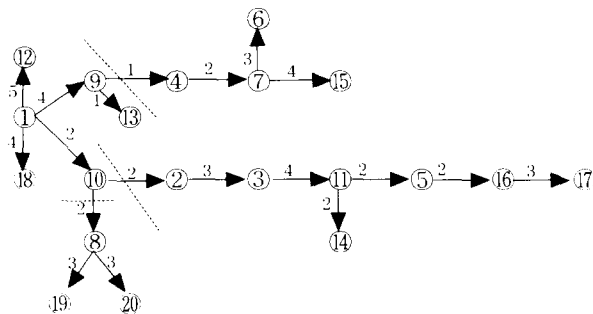 ⑥
⑫ 3
⑨ 1 ④ 2 ⑦ 4 ⑮
5 4 1
① ⑬
4 2
⑱ ⑩ 2 ② 3 ③ 4 ⑪ 2 ⑤ 2 ⑯ 3 ⑰
2 2
⑧ ⑭
3 3
⑲ ⑳